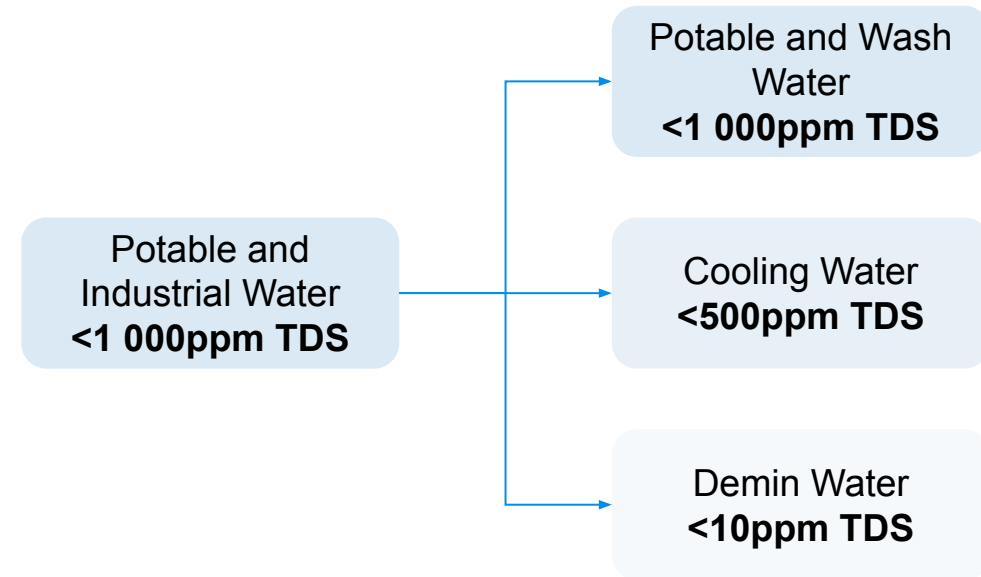 Potable and Wash
Water
<1 000ppm TDS
Potable and
Industrial Water
<1 000ppm TDS
Cooling Water
<500ppm TDS
Demin Water
<10ppm TDS